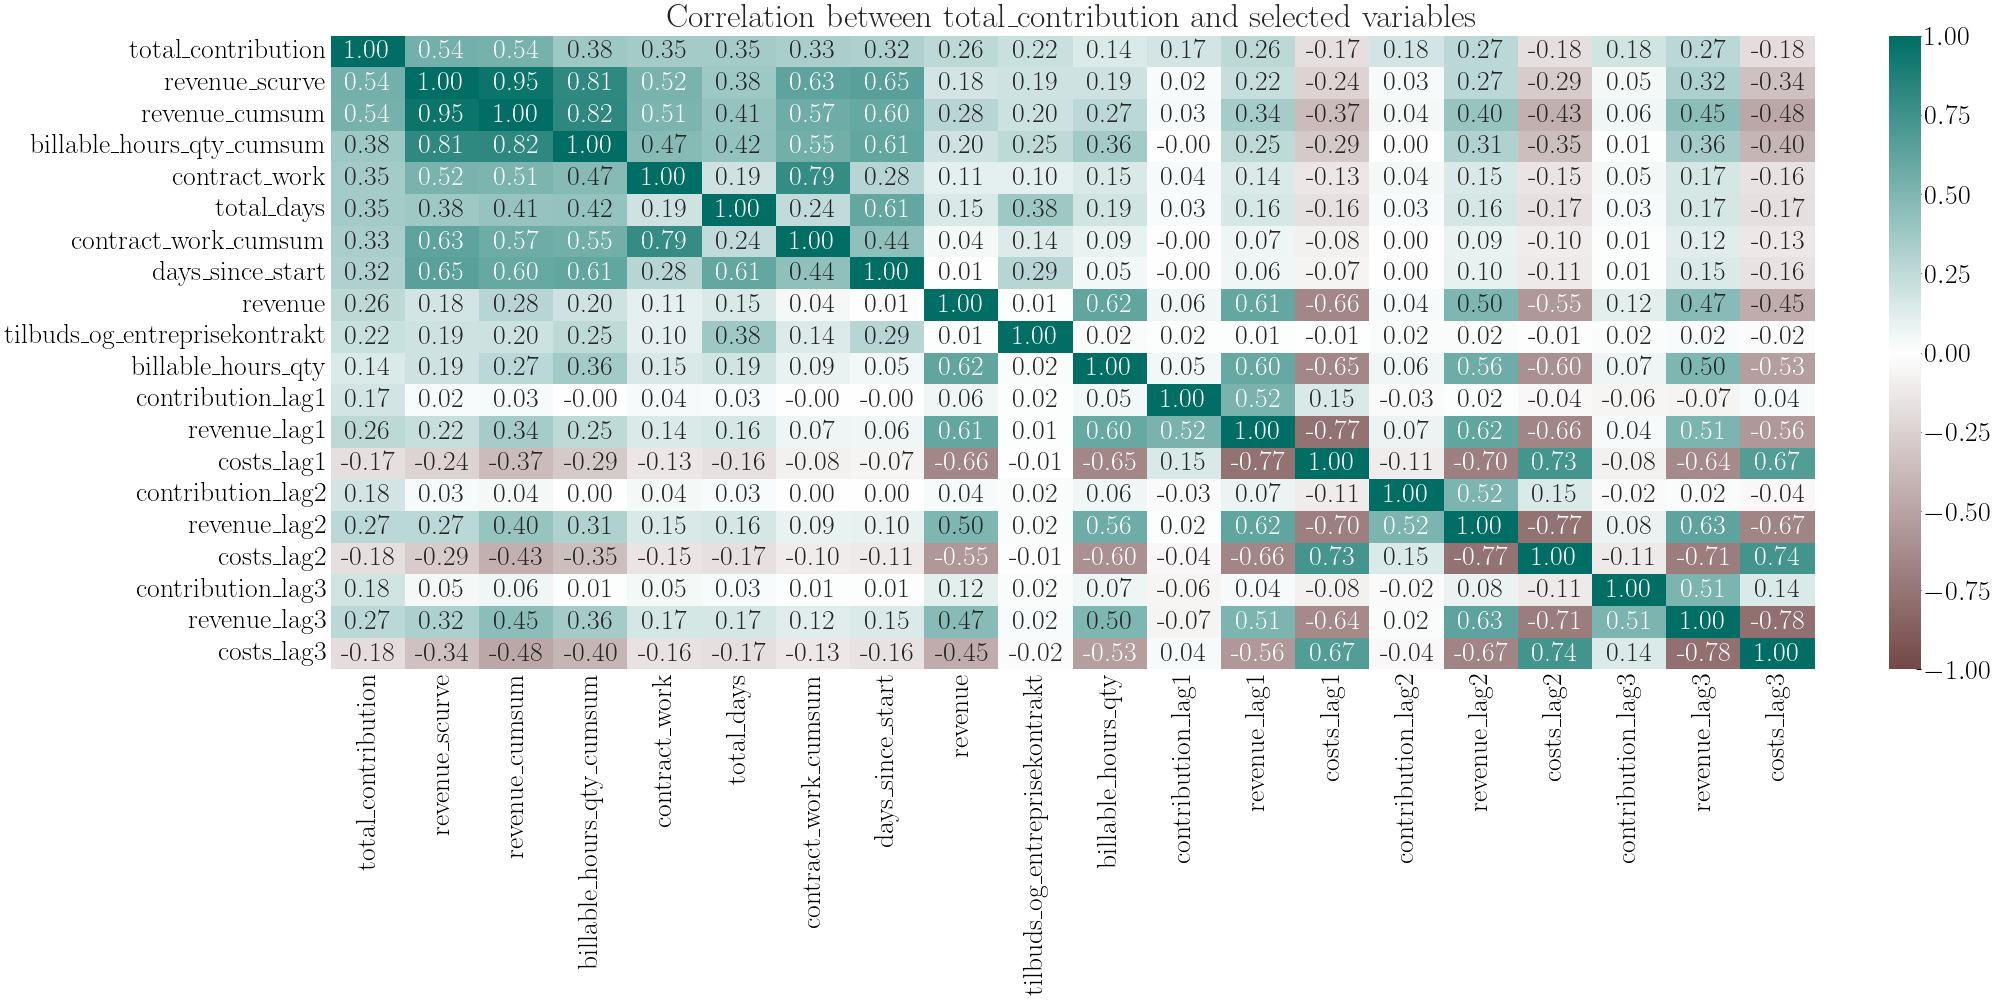 Correlation between total_contribution and selected variables
total_contribution 1.00 0.54 0.54 0.38 0.35 0.35 0.33 0.32 0.26 0.22 0.14 0.17 0.26 -0.17 0.18 0.27 -0.18 0.18 0.27 -0.18
revenue_scurve 0.54 1.00 0.95 0.81 0.52 0.38 0.63 0.65 0.18 0.19 0.19 0.02 0.22 -0.24 0.03 0.27 -0.29 0.05 0.32 -0.34
revenue_cumsum 0.54 0.95 1.00 0.82 0.51 0.41 0.57 0.60 0.28 0.20 0.27 0.03 0.34 -0.37 0.04 0.40 -0.43 0.06 0.45 -0.48
billable_hours_qty_cumsum 0.38 0.81 0.82 1.00 0.47 0.42 0.55 0.61 0.20 0.25 0.36 -0.00 0.25 -0.29 0.00 0.31 -0.35 0.01 0.36 -0.40
contract_work 0.35 0.52 0.51 0.47 1.00 0.19 0.79 0.28 0.11 0.10 0.15 0.04 0.14 -0.13 0.04 0.15 -0.15 0.05 0.17 -0.16
total_days 0.35 0.38 0.41 0.42 0.19 1.00 0.24 0.61 0.15 0.38 0.19 0.03 0.16 -0.16 0.03 0.16 -0.17 0.03 0.17 -0.17
contract_work_cumsum 0.33 0.63 0.57 0.55 0.79 0.24 1.00 0.44 0.04 0.14 0.09 -0.00 0.07 -0.08 0.00 0.09 -0.10 0.01 0.12 -0.13
days_since_start 0.32 0.65 0.60 0.61 0.28 0.61 0.44 1.00 0.01 0.29 0.05 -0.00 0.06 -0.07 0.00 0.10 -0.11 0.01 0.15 -0.16
revenue 0.26 0.18 0.28 0.20 0.11 0.15 0.04 0.01 1.00 0.01 0.62 0.06 0.61 -0.66 0.04 0.50 -0.55 0.12 0.47 -0.45
tilbuds_og_entreprisekontrakt 0.22 0.19 0.20 0.25 0.10 0.38 0.14 0.29 0.01 1.00 0.02 0.02 0.01 -0.01 0.02 0.02 -0.01 0.02 0.02 -0.02
billable_hours_qty 0.14 0.19 0.27 0.36 0.15 0.19 0.09 0.05 0.62 0.02 1.00 0.05 0.60 -0.65 0.06 0.56 -0.60 0.07 0.50 -0.53
contribution_lag1 0.17 0.02 0.03 -0.00 0.04 0.03 -0.00 -0.00 0.06 0.02 0.05 1.00 0.52 0.15 -0.03 0.02 -0.04 -0.06 -0.07 0.04
revenue_lag1 0.26 0.22 0.34 0.25 0.14 0.16 0.07 0.06 0.61 0.01 0.60 0.52 1.00 -0.77 0.07 0.62 -0.66 0.04 0.51 -0.56
costs_lag1 -0.17 -0.24 -0.37 -0.29 -0.13 -0.16 -0.08 -0.07 -0.66 -0.01 -0.65 0.15 -0.77 1.00 -0.11 -0.70 0.73 -0.08 -0.64 0.67
contribution_lag2 0.18 0.03 0.04 0.00 0.04 0.03 0.00 0.00 0.04 0.02 0.06 -0.03 0.07 -0.11 1.00 0.52 0.15 -0.02 0.02 -0.04
revenue_lag2 0.27 0.27 0.40 0.31 0.15 0.16 0.09 0.10 0.50 0.02 0.56 0.02 0.62 -0.70 0.52 1.00 -0.77 0.08 0.63 -0.67
costs_lag2 -0.18 -0.29 -0.43 -0.35 -0.15 -0.17 -0.10 -0.11 -0.55 -0.01 -0.60 -0.04 -0.66 0.73 0.15 -0.77 1.00 -0.11 -0.71 0.74
contribution_lag3 0.18 0.05 0.06 0.01 0.05 0.03 0.01 0.01 0.12 0.02 0.07 -0.06 0.04 -0.08 -0.02 0.08 -0.11 1.00 0.51 0.14
revenue_lag3 0.27 0.32 0.45 0.36 0.17 0.17 0.12 0.15 0.47 0.02 0.50 -0.07 0.51 -0.64 0.02 0.63 -0.71 0.51 1.00 -0.78
costs_lag3 -0.18 -0.34 -0.48 -0.40 -0.16 -0.17 -0.13 -0.16 -0.45 -0.02 -0.53 0.04 -0.56 0.67 -0.04 -0.67 0.74 0.14 -0.78 1.00
total_contribution
revenue_scurve
revenue_cumsum
billable_hours_qty_cumsum
contract_work
total_days
contract_work_cumsum
days_since_start
revenue
tilbuds_og_entreprisekontrakt
billable_hours_qty
contribution_lag1
revenue_lag1
costs_lag1
contribution_lag2
revenue_lag2
costs_lag2
contribution_lag3
revenue_lag3
costs_lag3
1.00
0.75
0.50
0.25
0.00
−0.25
−0.50
−0.75
−1.00